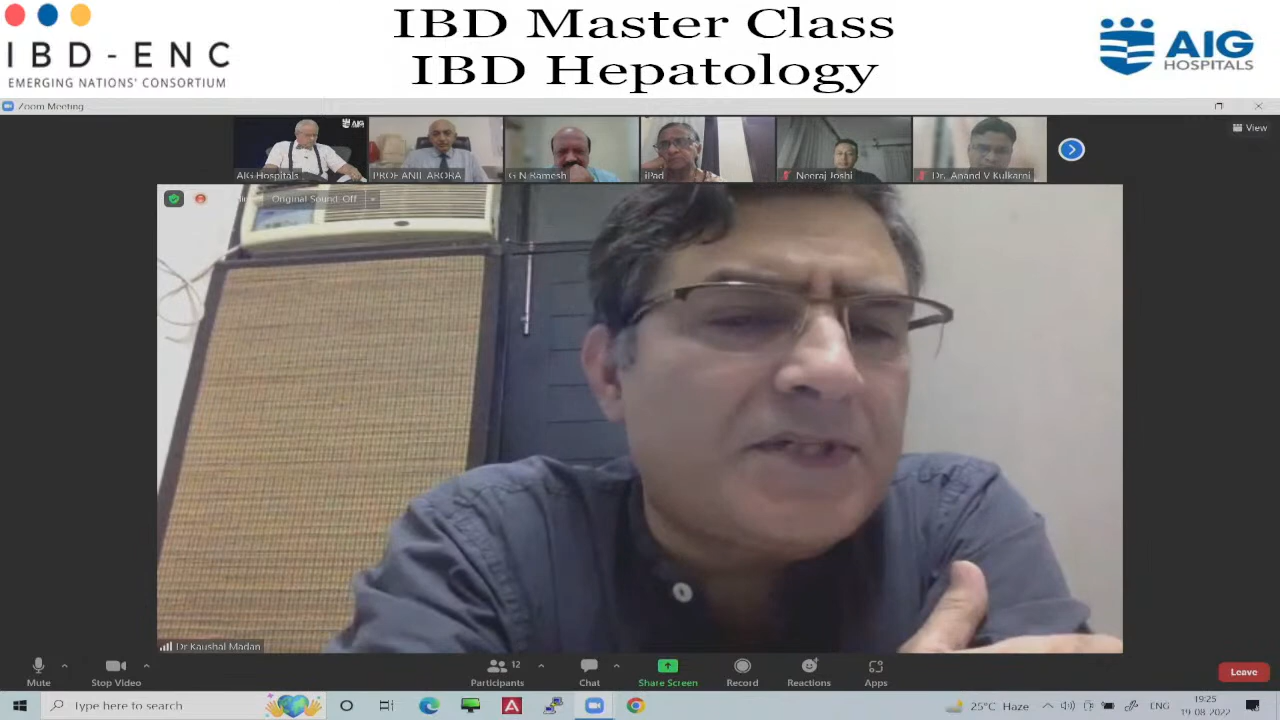 IBD Master Class
IBD Hepatology
IBD-ENC
EMERGING NATIONS' CONSORTIUM
AIG
HOSPITALS
Zoom Meeting
View
AIG
AIG Hospitals
PROF ANIL ARORA
G N Ramesh
iPad
Neeraj Joshi
Dr. Anand V Kulkarni
Original Sound: Off
Dr Kaushal Madan
12
Mute
Stop Video
Participants
Chat
Share Screen
Record
Reactions
Apps
Leave
Type here to search
25°C Haze
ENG
19:25
19-08-2022